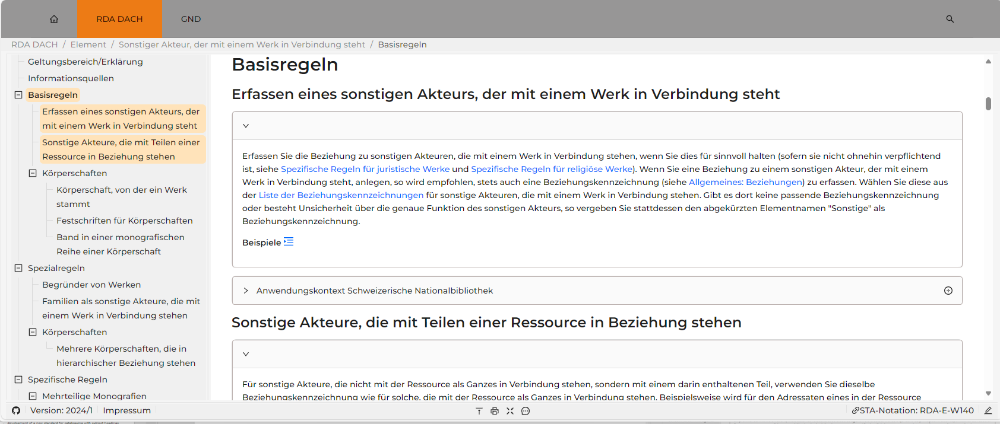 RDA DACH
GND
RDA DACH / Element / Sonstiger Akteur, der mit einem Werk in Verbindung steht / Basisregeln
Geltungsbereich/Erklärung
Informationsquellen
Basisregeln
Erfassen eines sonstigen Akteurs, der
mit einem Werk in Verbindung steht
Sonstige Akteure, die mit Teilen einer
Ressource in Beziehung stehen
Körperschaften
Körperschaft, von der ein Werk
stammt
Festschriften für Körperschaften
Band in einer monografischen
Reihe einer Körperschaft
Spezialregeln
Begründer von Werken
Familien als sonstige Akteure, die mit
einem Werk in Verbindung stehen
Körperschaften
Mehrere Körperschaften, die in
hierarchischer Beziehung stehen
Spezifische Regeln
Mehrteilige Monografien
Basisregeln
Erfassen eines sonstigen Akteurs, der mit einem Werk in Verbindung steht
Erfassen Sie die Beziehung zu sonstigen Akteuren, die mit einem Werk in Verbindung stehen, wenn Sie dies für sinnvoll halten (sofern sie nicht ohnehin verpflichtend
ist, siehe Spezifische Regeln für juristische Werke und Spezifische Regeln für religiöse Werke). Wenn Sie eine Beziehung zu einem sonstigen Akteur, der mit einem
Werk in Verbindung steht, anlegen, so wird empfohlen, stets auch eine Beziehungskennzeichnung (siehe Allgemeines: Beziehungen) zu erfassen. Wählen Sie diese aus
der Liste der Beziehungskennzeichnungen für sonstige Akteuren, die mit einem Werk in Verbindung stehen. Gibt es dort keine passende Beziehungskennzeichnung
oder besteht Unsicherheit über die genaue Funktion des sonstigen Akteurs, so vergeben Sie stattdessen den abgekürzten Elementnamen "Sonstige" als
Beziehungskennzeichnung.
Beispiele
Anwendungskontext Schweizerische Nationalbibliothek
Sonstige Akteure, die mit Teilen einer Ressource in Beziehung stehen
Für sonstige Akteure, die nicht mit der Ressource als Ganzes in Verbindung stehen, sondern mit einem darin enthaltenen Teil, verwenden Sie dieselbe
Beziehungskennzeichnung wie für solche, die mit der Ressource als Ganzes in Verbindung stehen. Beispielsweise wird für den Adressaten eines in der Ressource
Version: 2024/1
Impressum
STA-Notation: RDA-E-W140